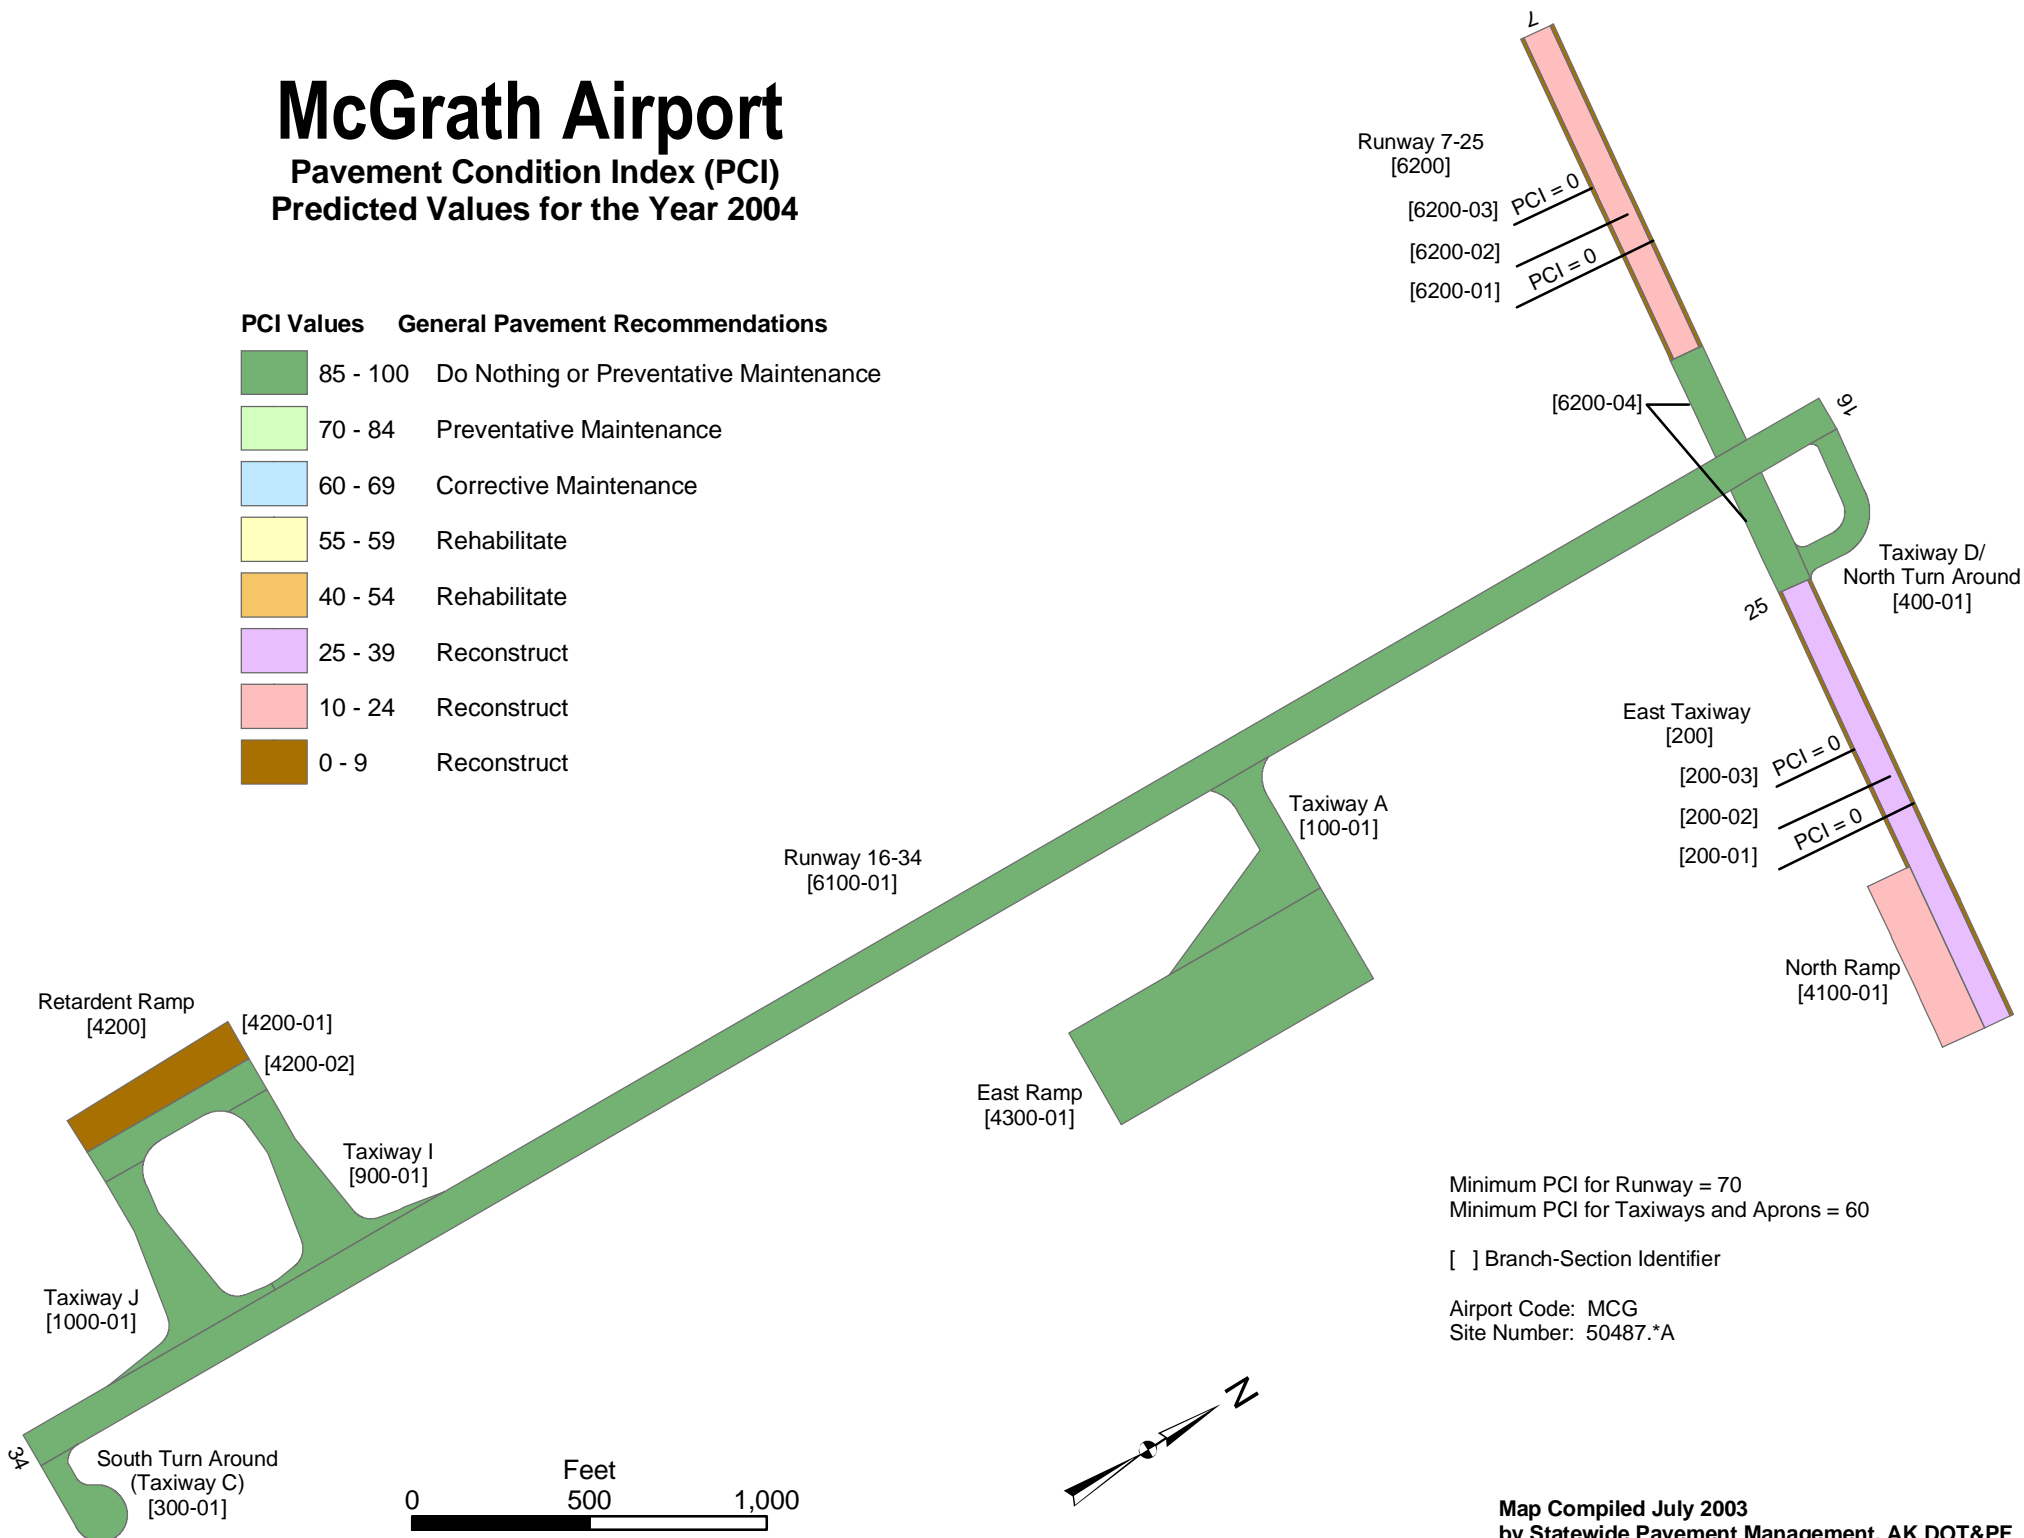 McGrath Airport
Pavement Condition Index (PCI)
Predicted Values for the Year 2004
PCI Values General Pavement Recommendations
85 - 100 Do Nothing or Preventative Maintenance
70 - 84 Preventative Maintenance
60 - 69 Corrective Maintenance
55 - 59 Rehabilitate
40 - 54 Rehabilitate
25 - 39 Reconstruct
10 - 24 Reconstruct
0 - 9 Reconstruct
7
Runway 7-25
[6200]
[6200-03] PCI = 0
[6200-02]
[6200-01] PCI = 0
[6200-04]
16
Taxiway D/
North Turn Around
[400-01]
25
East Taxiway
[200]
[200-03] PCI = 0
[200-02]
[200-01] PCI = 0
North Ramp
[4100-01]
Taxiway A
[100-01]
Runway 16-34
[6100-01]
East Ramp
[4300-01]
Retardent Ramp
[4200]
[4200-01]
[4200-02]
Taxiway I
[900-01]
Taxiway J
[1000-01]
34
South Turn Around
(Taxiway C)
[300-01]
Feet
0 500 1,000
N
Minimum PCI for Runway = 70
Minimum PCI for Taxiways and Aprons = 60
[ ] Branch-Section Identifier
Airport Code: MCG
Site Number: 50487.*A
Map Compiled July 2003
by Statewide Pavement Management, AK DOT&PF